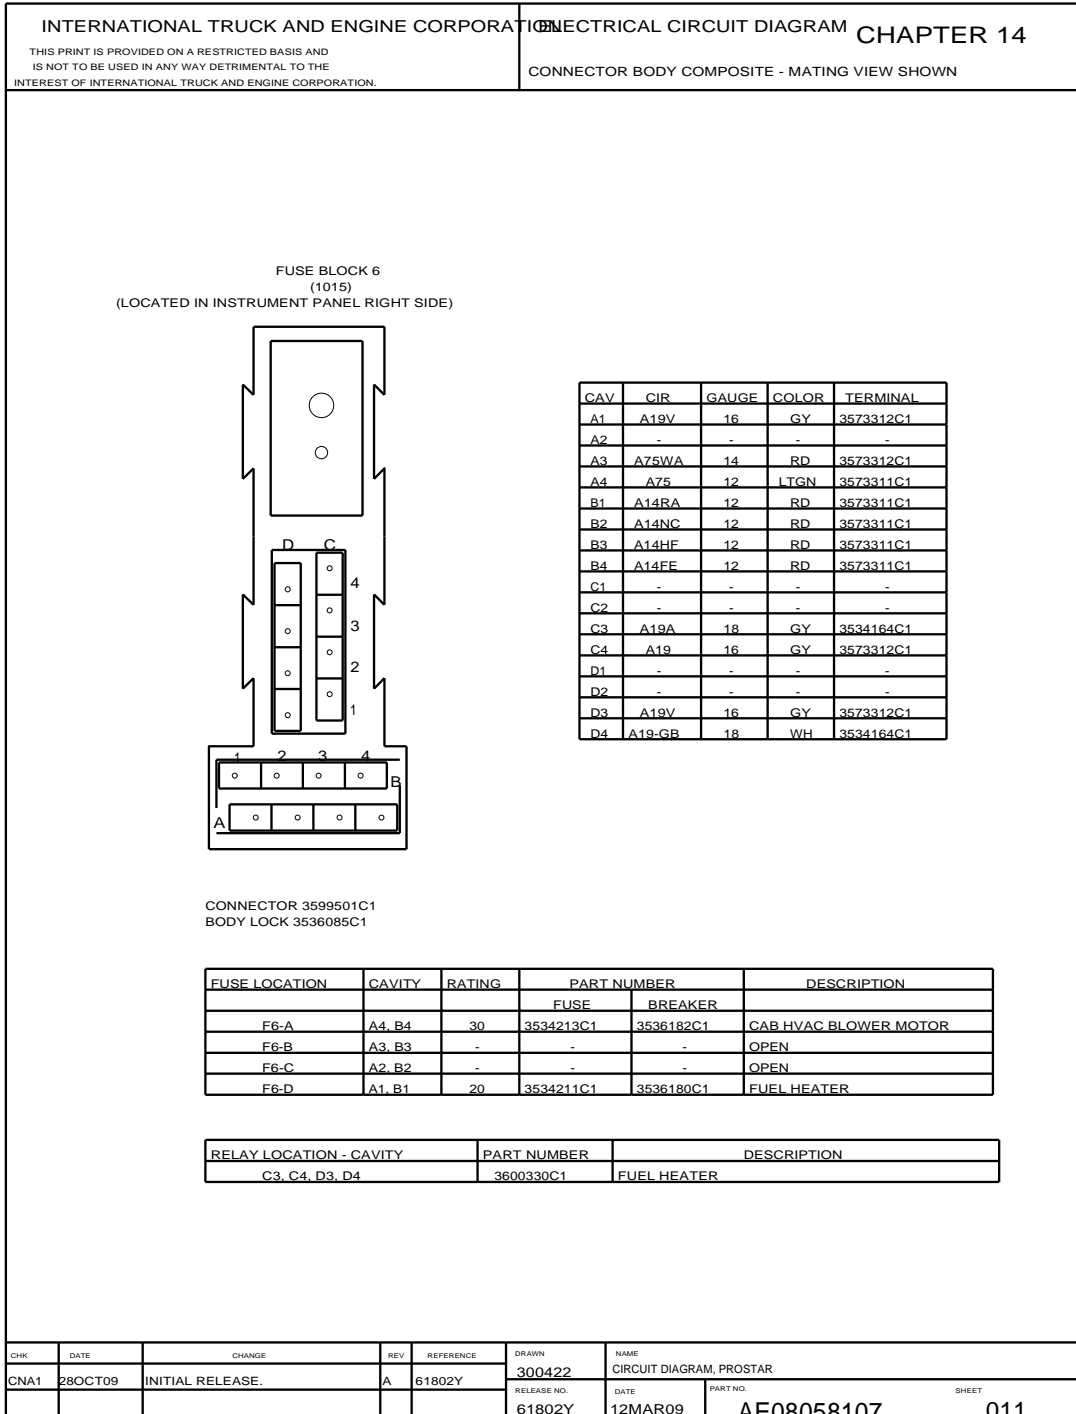 INTERNATIONAL TRUCK AND ENGINE CORPORATION
THIS PRINT IS PROVIDED ON A RESTRICTED BASIS AND
IS NOT TO BE USED IN ANY WAY DETRIMENTAL TO THE
INTEREST OF INTERNATIONAL TRUCK AND ENGINE CORPORATION.
ELECTRICAL CIRCUIT DIAGRAM CHAPTER 14
CONNECTOR BODY COMPOSITE - MATING VIEW SHOWN
FUSE BLOCK 6
(1015)
(LOCATED IN INSTRUMENT PANEL RIGHT SIDE)
D C
4
3
2
1
1 2 3 4
B
A
CAV CIR GAUGE COLOR TERMINAL
A1 A19V 16 GY 3573312C1
A2 - - - -
A3 A75WA 14 RD 3573312C1
A4 A75 12 LTGN 3573311C1
B1 A14RA 12 RD 3573311C1
B2 A14NC 12 RD 3573311C1
B3 A14HF 12 RD 3573311C1
B4 A14FE 12 RD 3573311C1
C1 - - - -
C2 - - - -
C3 A19A 18 GY 3534164C1
C4 A19 16 GY 3573312C1
D1 - - - -
D2 - - - -
D3 A19V 16 GY 3573312C1
D4 A19-GB 18 WH 3534164C1
CONNECTOR 3599501C1
BODY LOCK 3536085C1
FUSE LOCATION CAVITY RATING PART NUMBER DESCRIPTION
FUSE BREAKER
F6-A A4, B4 30 3534213C1 3536182C1 CAB HVAC BLOWER MOTOR
F6-B A3, B3 - - - OPEN
F6-C A2, B2 - - - OPEN
F6-D A1, B1 20 3534211C1 3536180C1 FUEL HEATER
RELAY LOCATION - CAVITY PART NUMBER DESCRIPTION
C3, C4, D3, D4 3600330C1 FUEL HEATER
CHK DATE CHANGE REV REFERENCE
CNA1 28OCT09 INITIAL RELEASE. A 61802Y
DRAWN NAME
300422 CIRCUIT DIAGRAM, PROSTAR
RELEASE NO. DATE PART NO. SHEET
61802Y 12MAR09 AE08058107 011